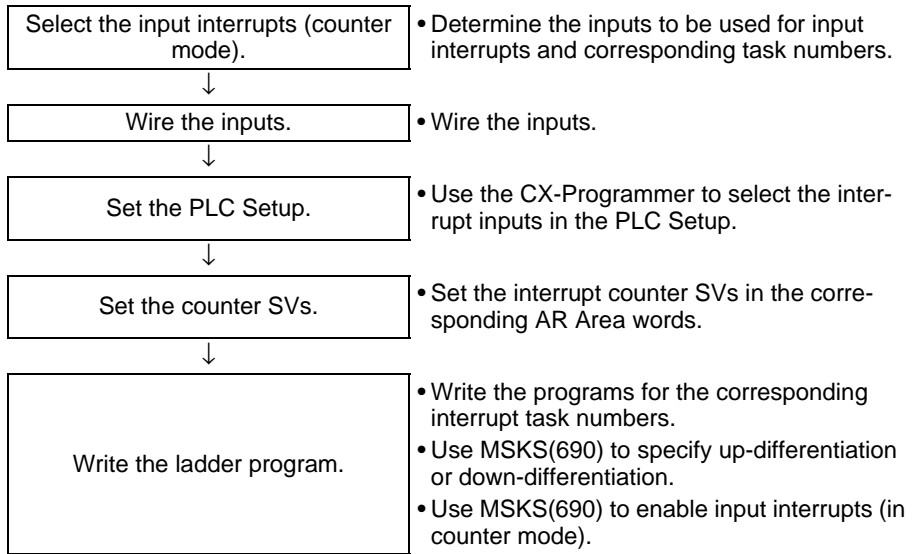 Select the input interrupts (counter
mode).
• Determine the inputs to be used for input
interrupts and corresponding task numbers.
↓
Wire the inputs.
• Wire the inputs.
↓
Set the PLC Setup.
• Use the CX-Programmer to select the inter-
rupt inputs in the PLC Setup.
↓
Set the counter SVs.
• Set the interrupt counter SVs in the corre-
sponding AR Area words.
↓
Write the ladder program.
• Write the programs for the corresponding
interrupt task numbers.
• Use MSKS(690) to specify up-differentiation
or down-differentiation.
• Use MSKS(690) to enable input interrupts (in
counter mode).